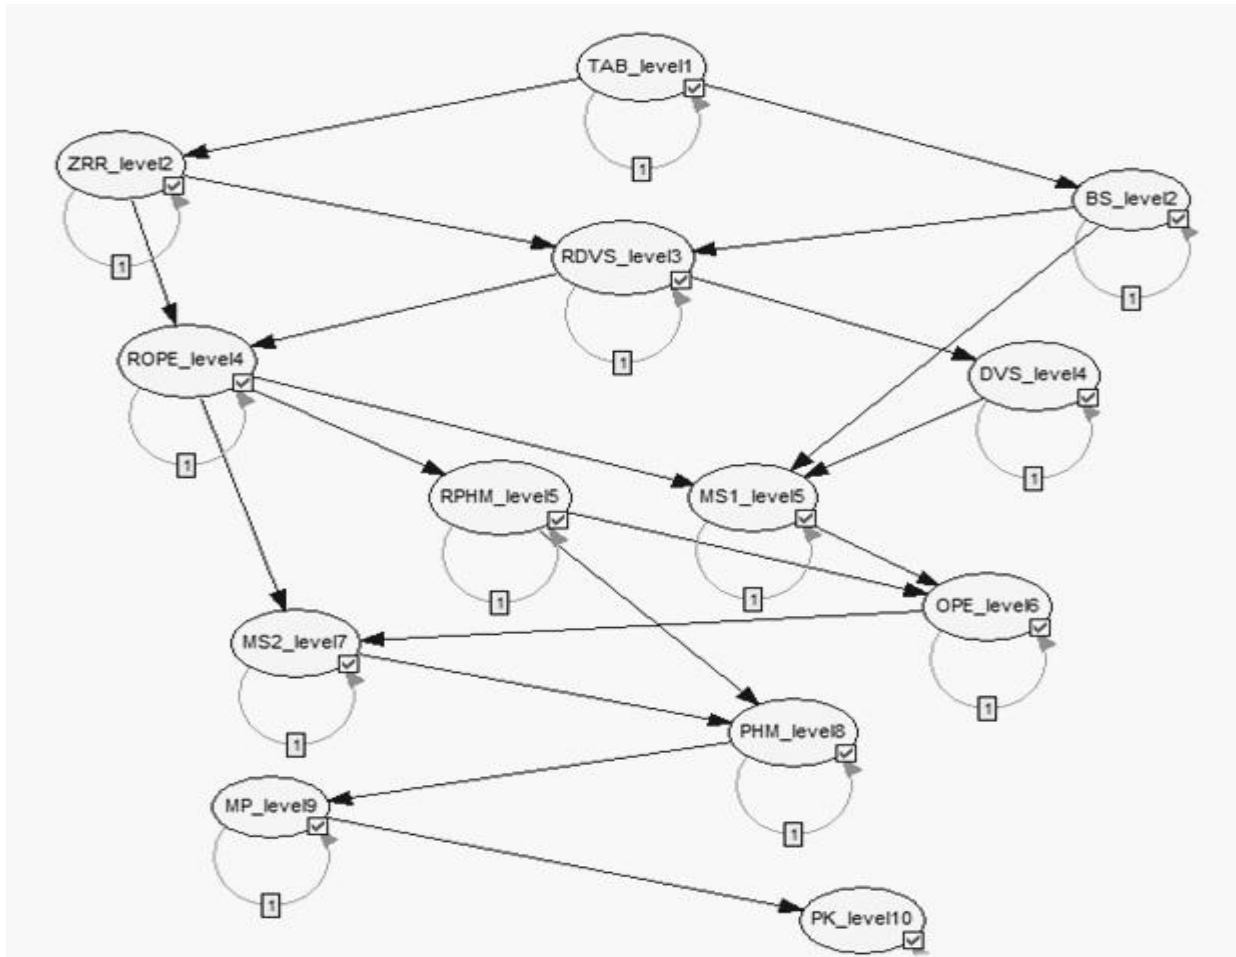 TAB_level1
1
ZRR_level2
1
BS_level2
1
RDVS_level3
1
ROPE_level4
1
DVS_level4
1
RPHM_level5
1
MS1_level5
1
OPE_level6
1
MS2_level7
1
PHM_level8
1
MP_level9
1
PK_level10